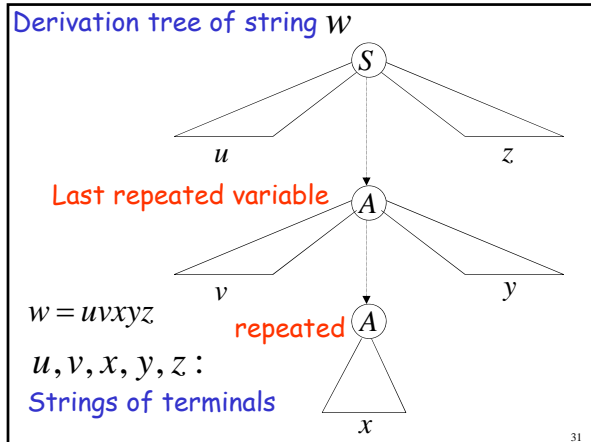 Derivation tree of string w
S
u z
Last repeated variable A
v y
w = uvxyz
repeated A
u, v, x, y, z :
Strings of terminals
x
31